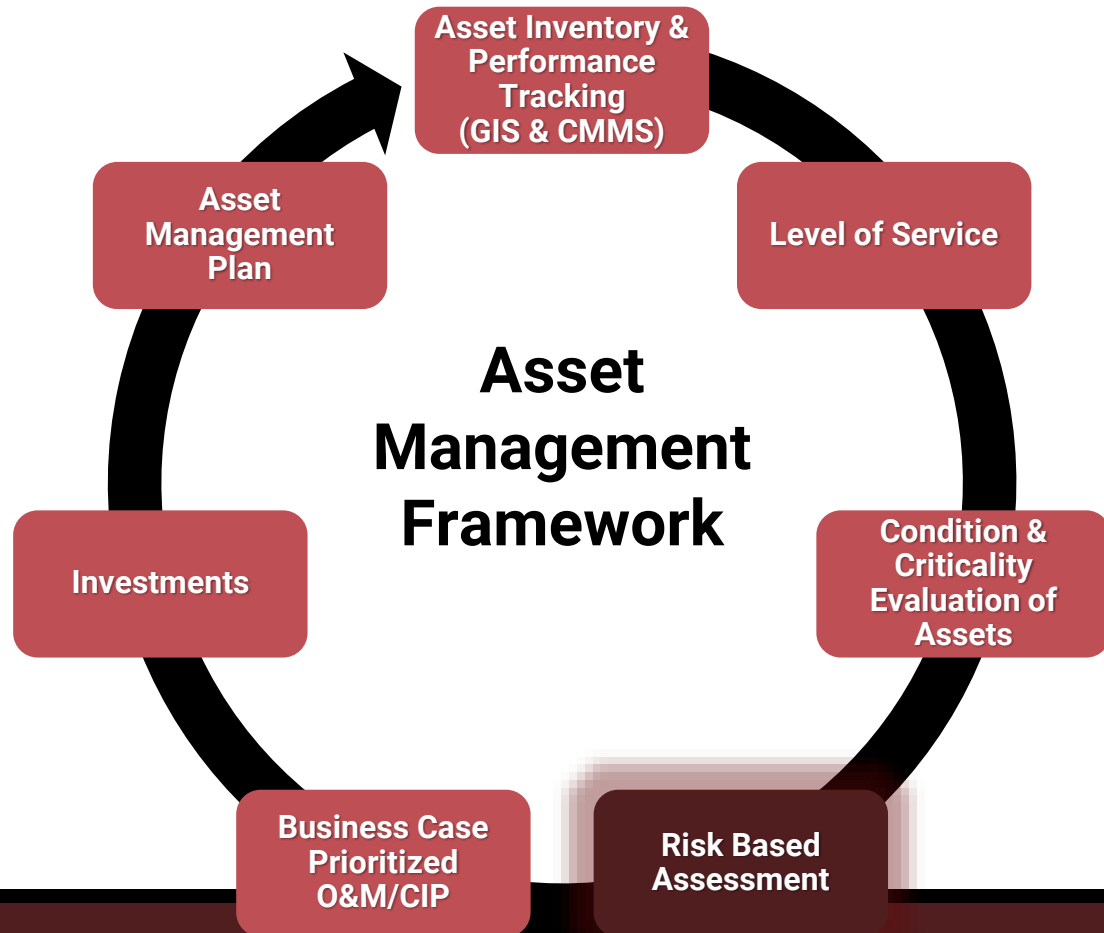 Asset Inventory &
Performance
Tracking
(GIS & CMMS)
Level of Service
Condition &
Criticality
Evaluation of
Assets
Risk Based
Assessment
Business Case
Prioritized
O&M/CIP
Investments
Asset
Management
Plan
Asset
Management
Framework